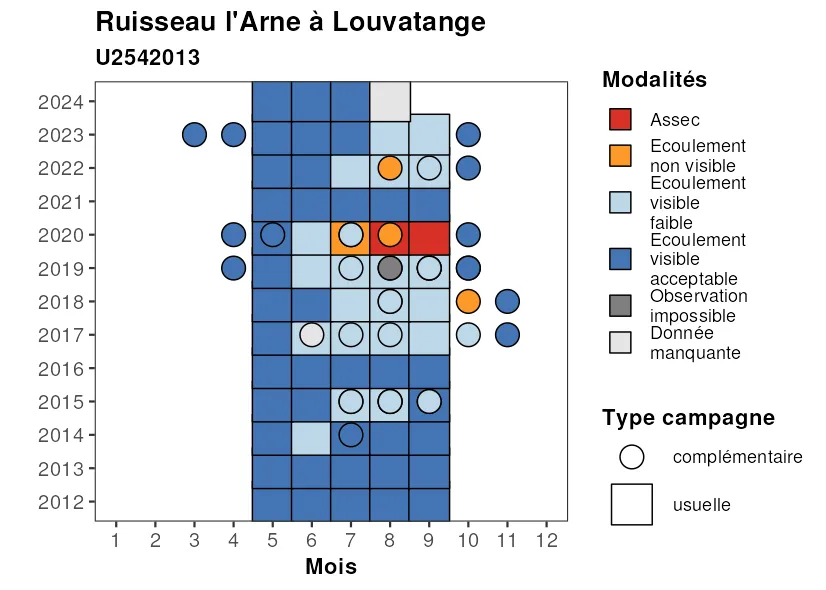 Ruisseau l'Arne à Louvatange
U2542013
2024
2023
2022
2021
2020
2019
2018
2017
2016
2015
2014
2013
2012
1 2 3 4 5 6 7 8 9 10 11 12
Mois
Modalités
Assec
Ecoulement
non visible
Ecoulement
visible
faible
Ecoulement
visible
acceptable
Observation
impossible
Donnée
manquante
Type campagne
complémentaire
usuelle